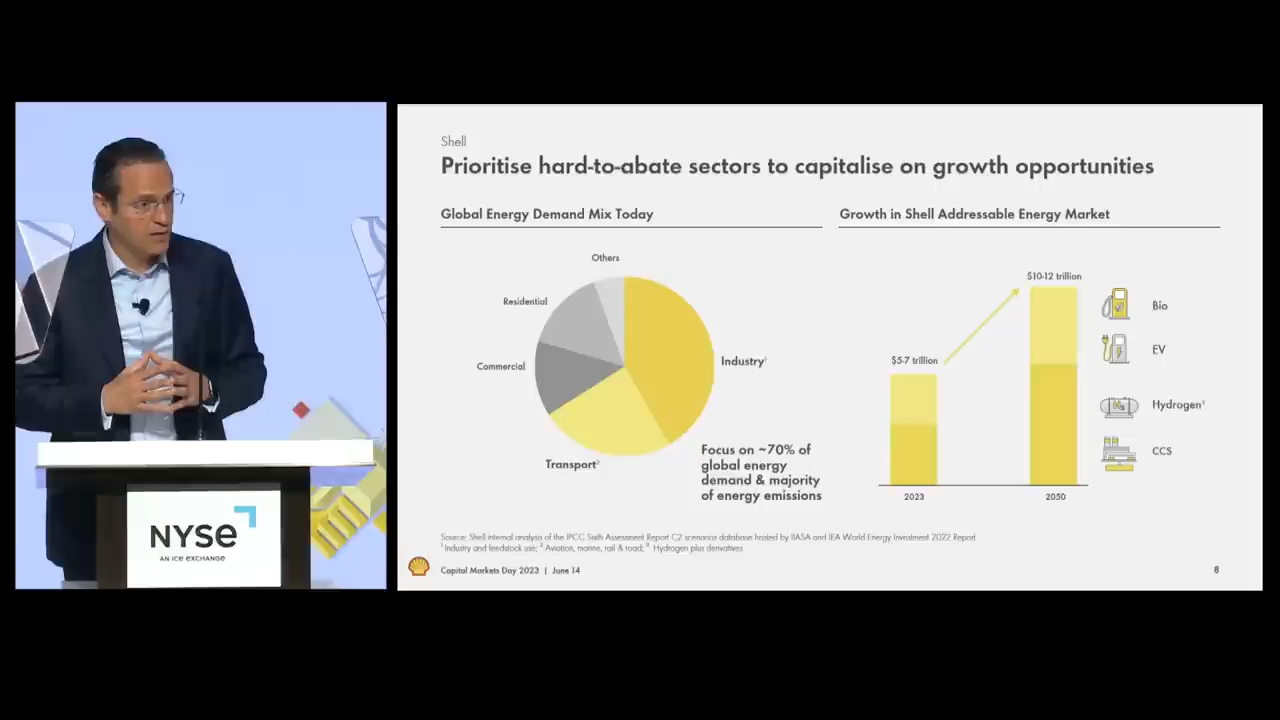 NYSE
AN ICE EXCHANGE
Shell
Prioritise hard-to-abate sectors to capitalise on growth opportunities
Global Energy Demand Mix Today
Others
Residential
Commercial
Industry¹
Transport²
Focus on ~70% of
global energy
demand & majority
of energy emissions
Growth in Shell Addressable Energy Market
$10-12 trillion
$5-7 trillion
2023
2050
Bio
EV
Hydrogen³
CCS
Source: Shell internal analysis of the IPCC Sixth Assessment Report C2 scenarios database hosted by IIASA and IEA World Energy Investment 2022 Report
¹ Industry and feedstock use; ² Aviation, marine, rail & road; ³ Hydrogen plus derivatives
Capital Markets Day 2023 | June 14
8